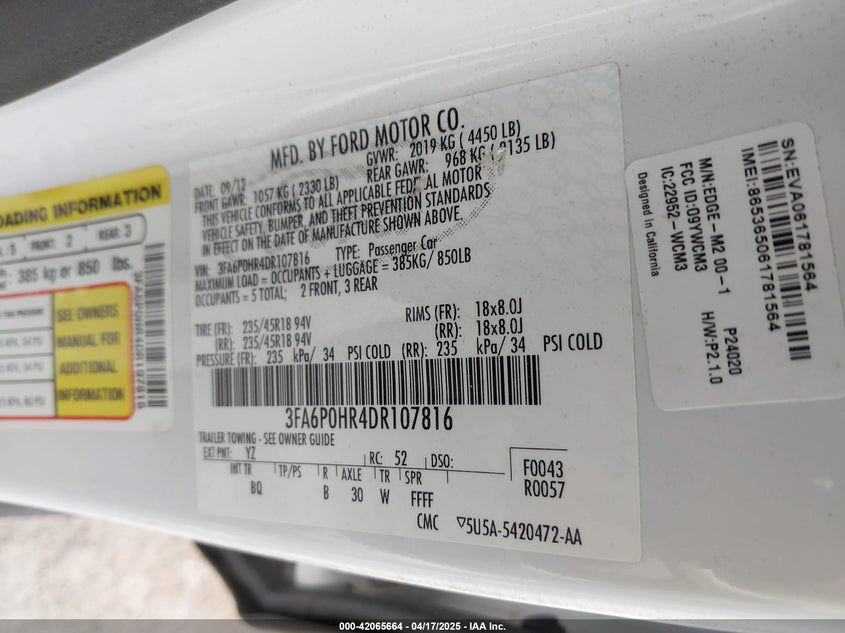 MFD. BY FORD MOTOR CO.
DATE: 09/12 GVWR: 2019 KG ( 4450 LB)
FRONT GAWR: 1057 KG ( 2330 LB) REAR GAWR: 968 KG ( 2135 LB)
THIS VEHICLE CONFORMS TO ALL APPLICABLE FEDERAL MOTOR
VEHICLE SAFETY, BUMPER, AND THEFT PREVENTION STANDARDS
IN EFFECT ON THE DATE OF MANUFACTURE SHOWN ABOVE.
VIN: 3FA6P0HR4DR107816 TYPE: Passenger Car
MAXIMUM LOAD = OCCUPANTS + LUGGAGE = 385KG/ 850LB
OCCUPANTS = 5 TOTAL; 2 FRONT, 3 REAR
TIRE (FR): 235/45R18 94V RIMS (FR): 18x8.0J
(RR): 235/45R18 94V (RR): 18x8.0J
PRESSURE (FR): 235 kPa/ 34 PSI COLD (RR): 235 kPa/ 34 PSI COLD
3FA6P0HR4DR107816
TRAILER TOWING - SEE OWNER GUIDE
EXT PNT: YZ RC: 52 DSO:
INT TR TP/PS R AXLE TR SPR
BQ B 30 W FFFF
F0043
R0057
CMC ▽5U5A-5420472-AA
LOADING INFORMATION
5 FRONT: 2 REAR: 3
385 kg or 850 lbs.
SEE OWNERS
MANUAL FOR
ADDITIONAL
INFORMATION
3FA6P0HR4DR107816
SN:EVA061781564
IMEI:865365061781564
M/N:EDGE-M2 00-1 P24020
FCC ID:09YWCM3 H/W:P2.1.0
IC:22952-WCM3
Designed in California
000-42065664 / 04/17/2025 - IAA Inc.